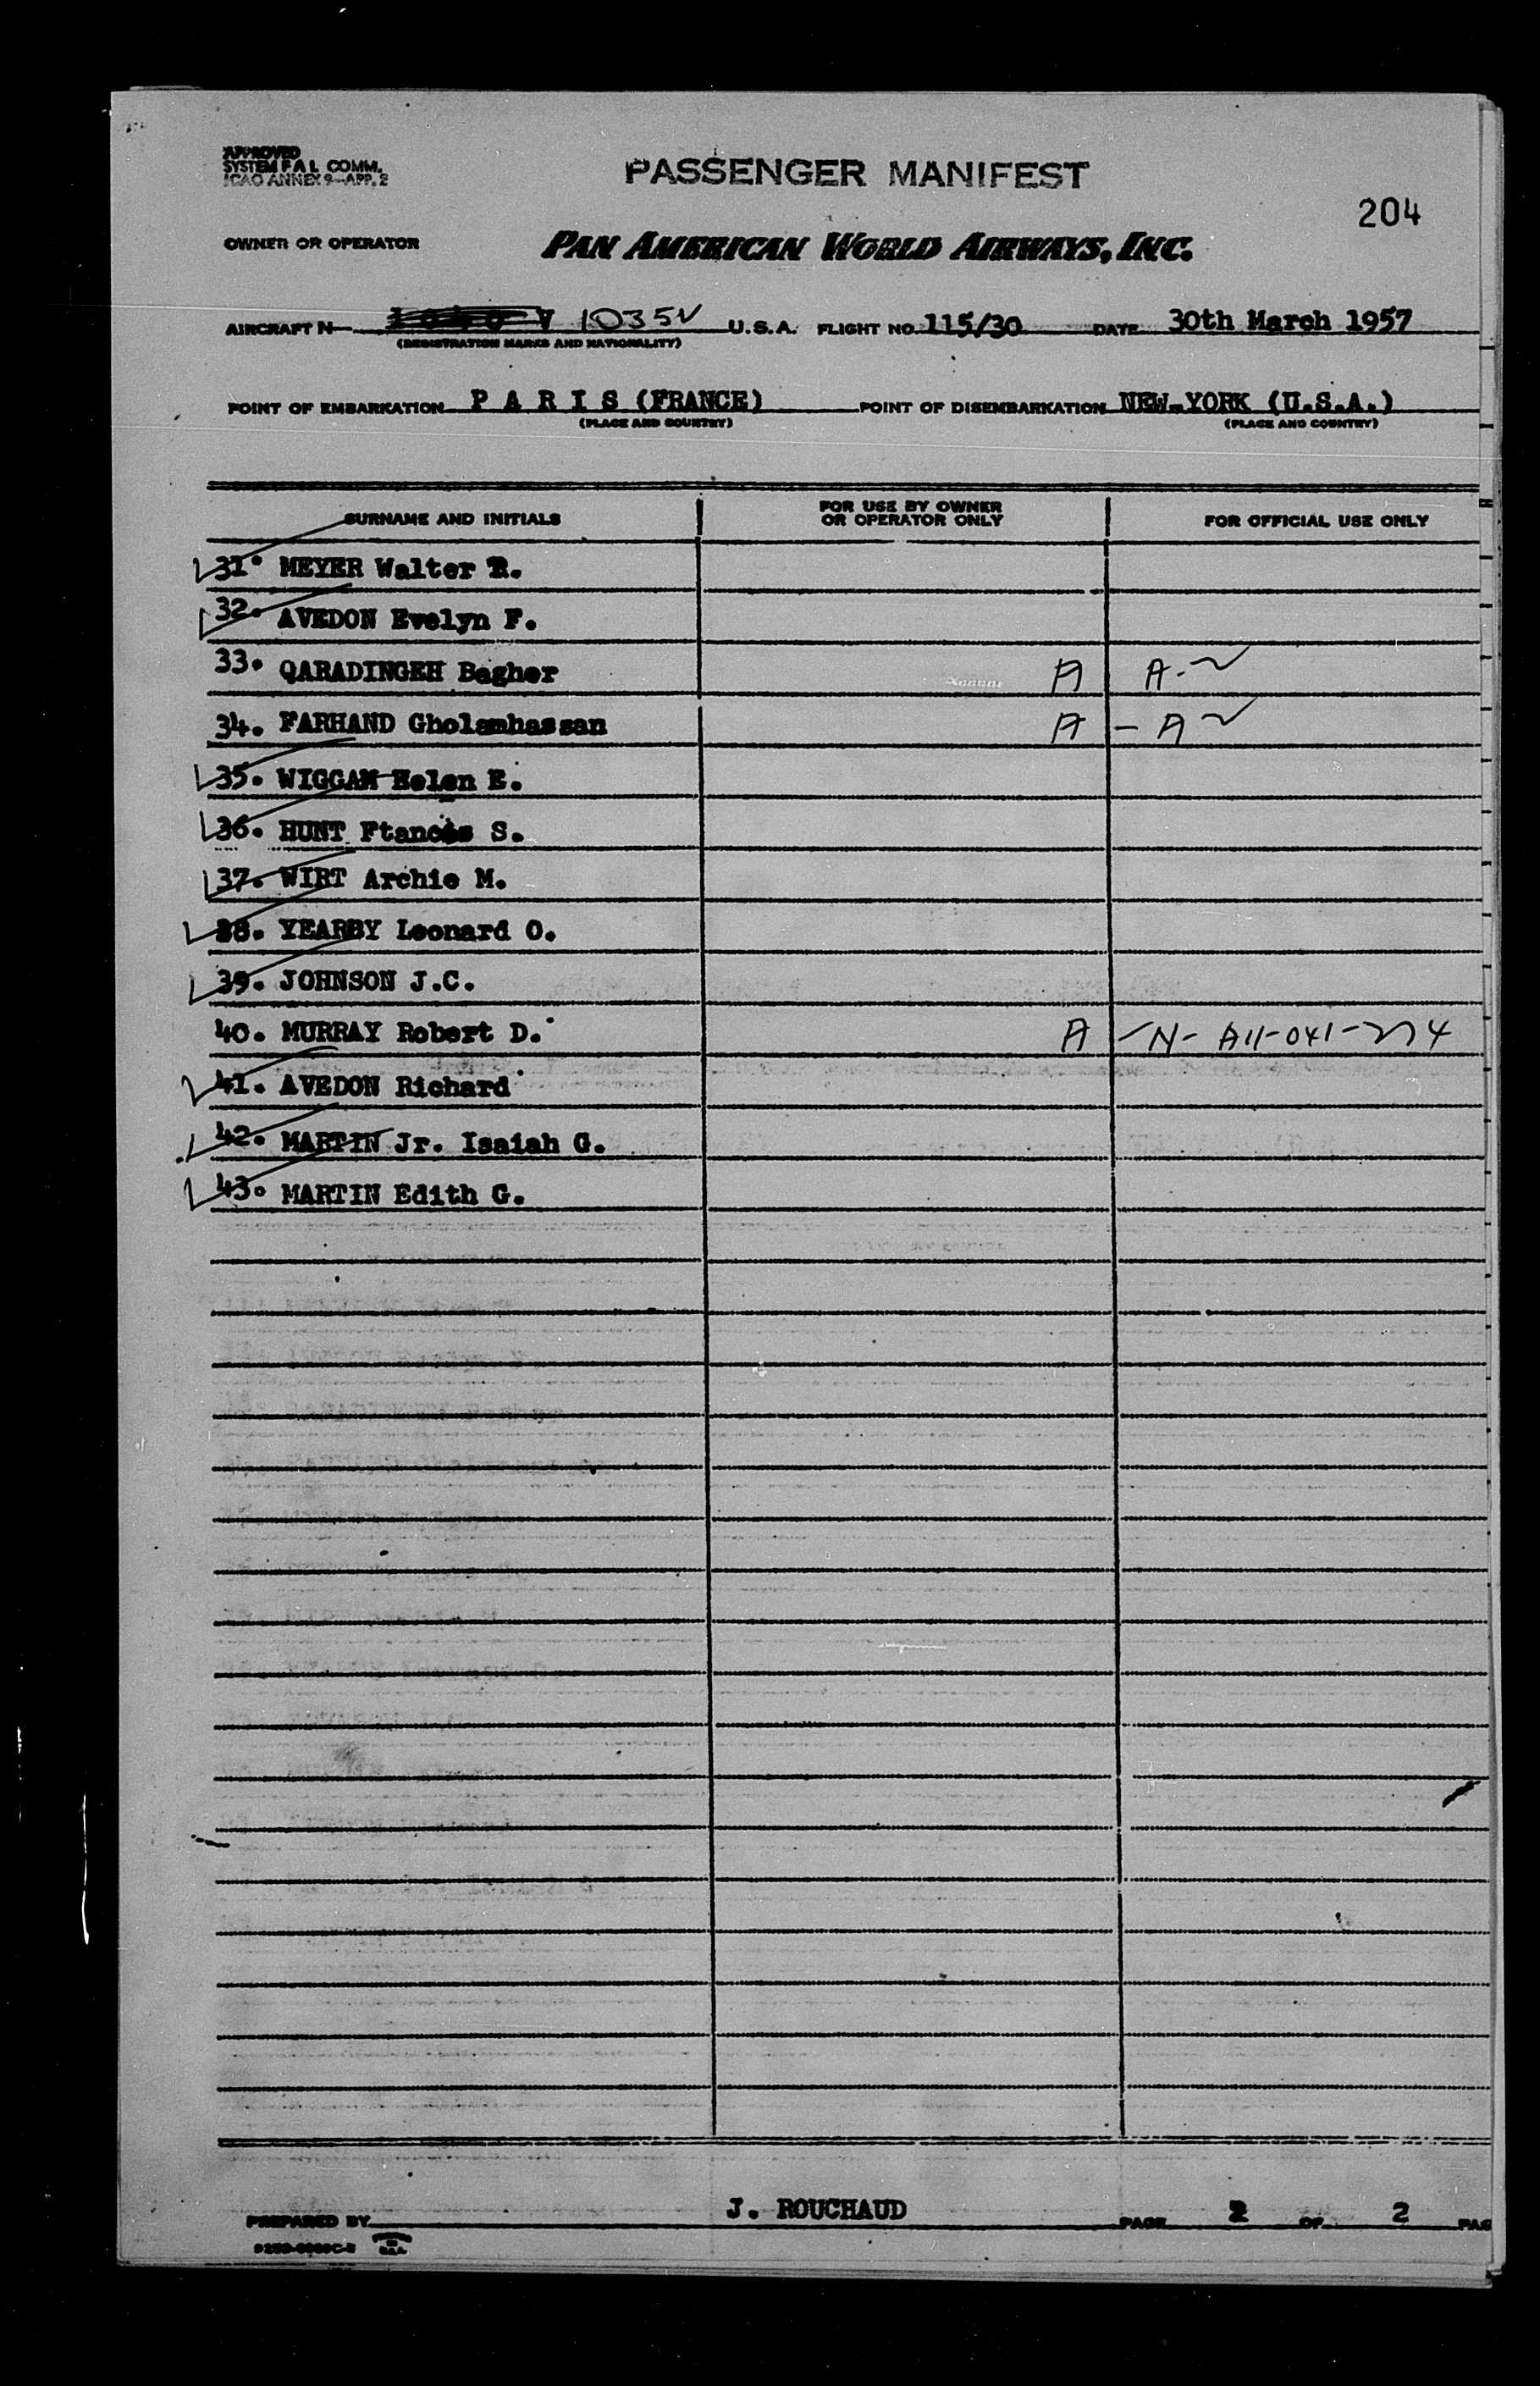 APPROVED
SYSTEM F A L COMM.
ICAO ANNEX 9-APP. 2
PASSENGER MANIFEST
204
OWNER OR OPERATOR PAN AMERICAN WORLD AIRWAYS, INC.
AIRCRAFT N 1035V U.S.A. FLIGHT NO. 115/30 DATE 30th March 1957
(REGISTRATION MARKS AND NATIONALITY)
POINT OF EMBARKATION P A R I S (FRANCE) POINT OF DISEMBARKATION NEW-YORK (U.S.A.)
(PLACE AND COUNTRY) (PLACE AND COUNTRY)
SURNAME AND INITIALS FOR USE BY OWNER OR OPERATOR ONLY FOR OFFICIAL USE ONLY
31. MEYER Walter R.
32. AVEDON Evelyn F.
33. QARADINGEH Bagher A A-
34. FARHAND Gholamhassan A - A
35. WIGGAM Helen E.
36. HUNT Ftances S.
37. WIRT Archie M.
38. YEARBY Leonard O.
39. JOHNSON J.C.
40. MURRAY Robert D. A -N- A11-041-274
41. AVEDON Richard
42. MARTIN Jr. Isaiah G.
43. MARTIN Edith G.
PREPARED BY J. ROUCHAUD PAGE 2 OF 2 PAG